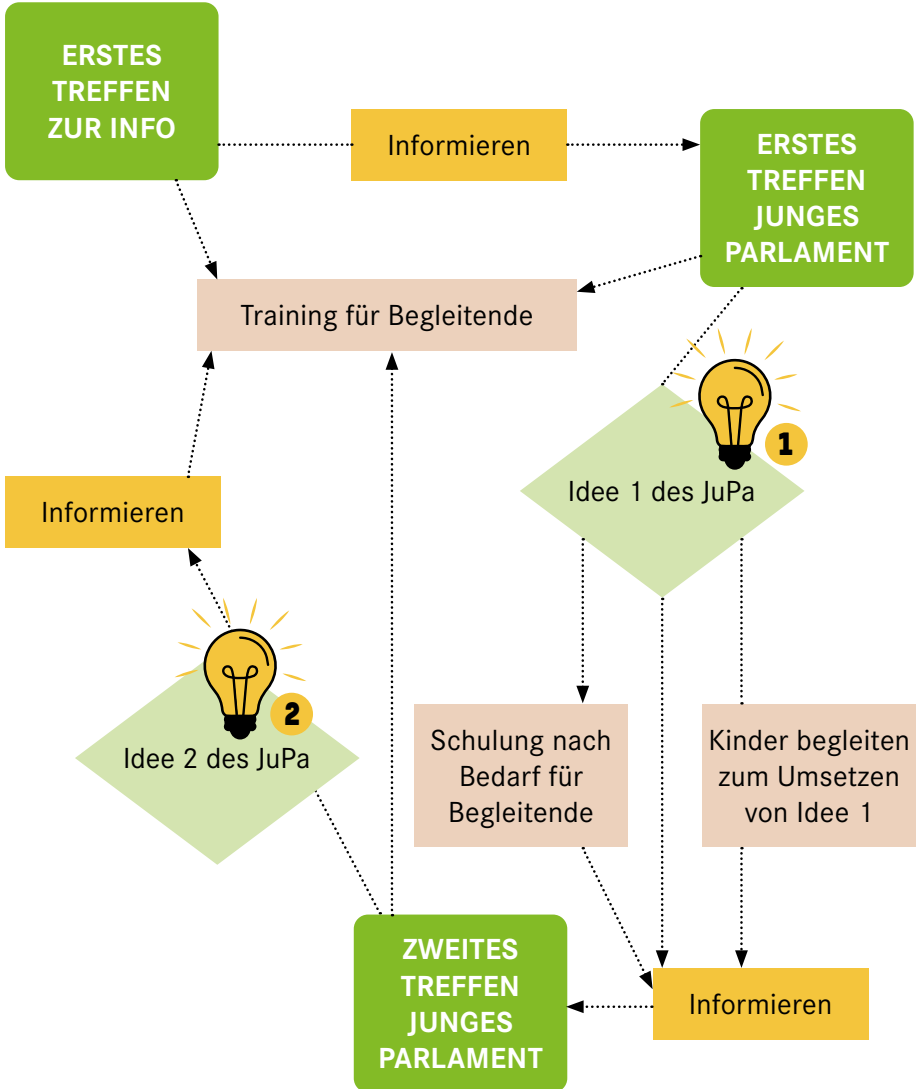 ERSTES
TREFFEN
ZUR INFO
Informieren
ERSTES
TREFFEN
JUNGES
PARLAMENT
Training für Begleitende
1
Idee 1 des JuPa
Informieren
2
Idee 2 des JuPa
Schulung nach
Bedarf für
Begleitende
Kinder begleiten
zum Umsetzen
von Idee 1
ZWEITES
TREFFEN
JUNGES
PARLAMENT
Informieren